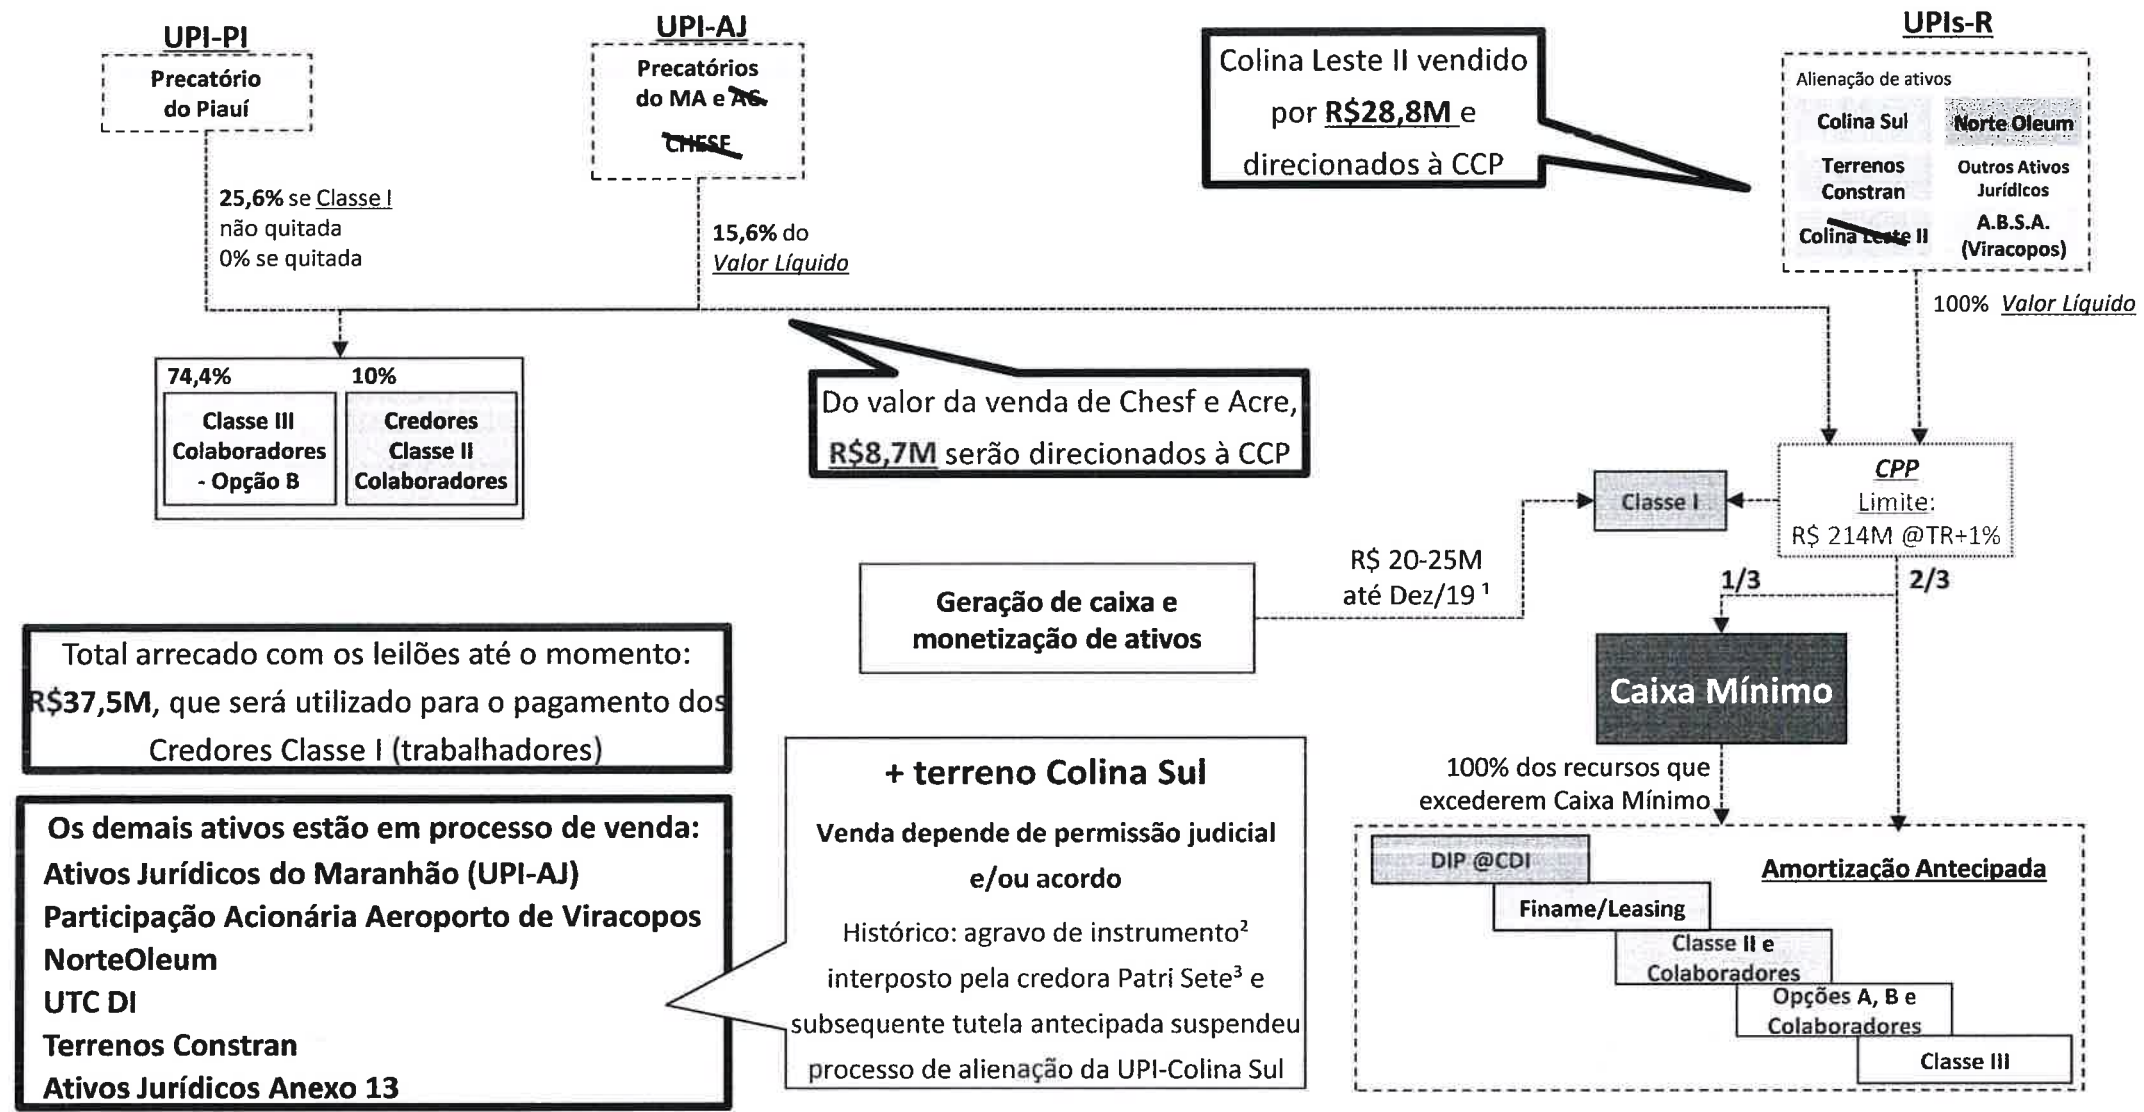 UPI-PI
Precatório
do Piauí
25,6% se Classe I
não quitada
0% se quitada
UPI-AJ
Precatórios
do MA e AC
CHESF
15,6% do
Valor Líquido
Colina Leste II vendido
por R$28,8M e
direcionados à CCP
UPIs-R
Alienação de ativos
Colina Sul
Norte Oleum
Terrenos
Constran
Outros Ativos
Jurídicos
Colina Leste II
A.B.S.A.
(Viracopos)
100% Valor Líquido
74,4%
10%
Classe III
Colaboradores
- Opção B
Credores
Classe II
Colaboradores
Do valor da venda de Chesf e Acre,
R$8,7M serão direcionados à CCP
CPP
Limite:
R$ 214M @TR+1%
Classe I
R$ 20-25M
até Dez/19 ¹
Geração de caixa e
monetização de ativos
1/3
2/3
Caixa Mínimo
100% dos recursos que
excederem Caixa Mínimo
Total arrecado com os leilões até o momento:
R$37,5M, que será utilizado para o pagamento dos
Credores Classe I (trabalhadores)
Os demais ativos estão em processo de venda:
Ativos Jurídicos do Maranhão (UPI-AJ)
Participação Acionária Aeroporto de Viracopos
NorteOleum
UTC DI
Terrenos Constran
Ativos Jurídicos Anexo 13
+ terreno Colina Sul
Venda depende de permissão judicial
e/ou acordo
Histórico: agravo de instrumento²
interposto pela credora Patri Sete³ e
subsequente tutela antecipada suspendeu
processo de alienação da UPI-Colina Sul
DIP @CDI
Amortização Antecipada
Finame/Leasing
Classe II e
Colaboradores
Opções A, B e
Colaboradores
Classe III